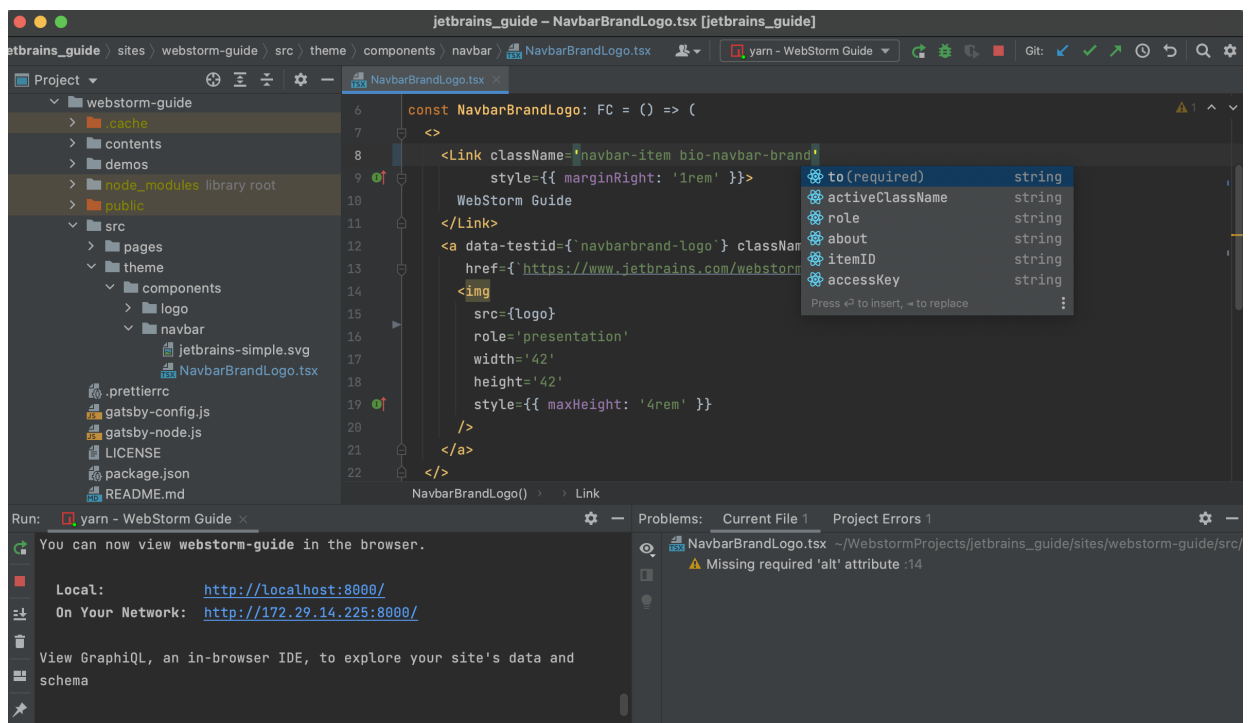 jetbrains_guide – NavbarBrandLogo.tsx [jetbrains_guide]
etbrains_guide 〉 sites 〉 webstorm-guide 〉 src 〉 theme 〉 components 〉 navbar 〉 NavbarBrandLogo.tsx yarn - WebStorm Guide Git:
Project NavbarBrandLogo.tsx
webstorm-guide
.cache
contents
demos
node_modules library root
public
src
pages
theme
components
logo
navbar
jetbrains-simple.svg
NavbarBrandLogo.tsx
.prettierrc
gatsby-config.js
gatsby-node.js
LICENSE
package.json
README.md
6 const NavbarBrandLogo: FC = () => ( 1
7 <>
8 <Link className='navbar-item bio-navbar-brand'
9 style={{ marginRight: '1rem' }}>
10 WebStorm Guide
11 </Link>
12 <a data-testid={`navbarbrand-logo`} classNam
13 href={`https://www.jetbrains.com/webstorm
14 <img
15 src={logo}
16 role='presentation'
17 width='42'
18 height='42'
19 style={{ maxHeight: '4rem' }}
20 />
21 </a>
22 </>
to(required) string
activeClassName string
role string
about string
itemID string
accessKey string
Press ↩ to insert, ⇥ to replace
NavbarBrandLogo() 〉 〉 Link
Run: yarn - WebStorm Guide
You can now view webstorm-guide in the browser.
Local: http://localhost:8000/
On Your Network: http://172.29.14.225:8000/
View GraphiQL, an in-browser IDE, to explore your site's data and
schema
Problems: Current File 1 Project Errors 1
NavbarBrandLogo.tsx ~/WebstormProjects/jetbrains_guide/sites/webstorm-guide/src/
Missing required 'alt' attribute :14